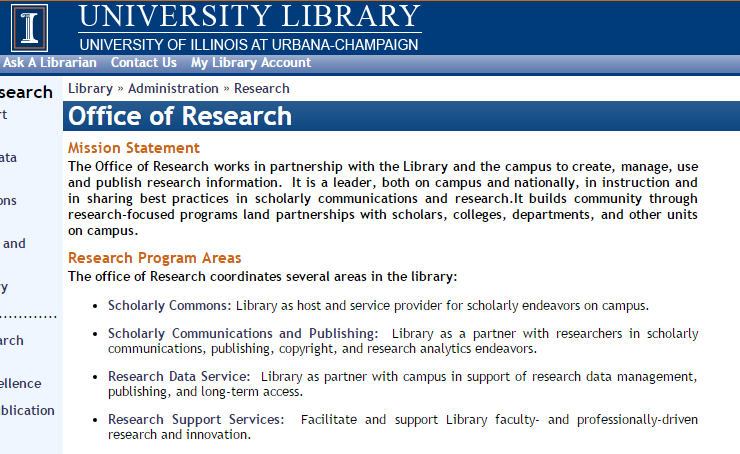 UNIVERSITY LIBRARY
UNIVERSITY OF ILLINOIS AT URBANA-CHAMPAIGN
Ask A Librarian Contact Us My Library Account
search
Library » Administration » Research
Office of Research
Mission Statement
The Office of Research works in partnership with the Library and the campus to create, manage, use
and publish research information. It is a leader, both on campus and nationally, in instruction and
in sharing best practices in scholarly communications and research.It builds community through
research-focused programs land partnerships with scholars, colleges, departments, and other units
on campus.
Research Program Areas
The office of Research coordinates several areas in the library:
• Scholarly Commons: Library as host and service provider for scholarly endeavors on campus.
• Scholarly Communications and Publishing: Library as a partner with researchers in scholarly
communications, publishing, copyright, and research analytics endeavors.
• Research Data Service: Library as partner with campus in support of research data management,
publishing, and long-term access.
• Research Support Services: Facilitate and support Library faculty- and professionally-driven
research and innovation.
rt
ata
ons
and
ry
arch
ellence
ublication